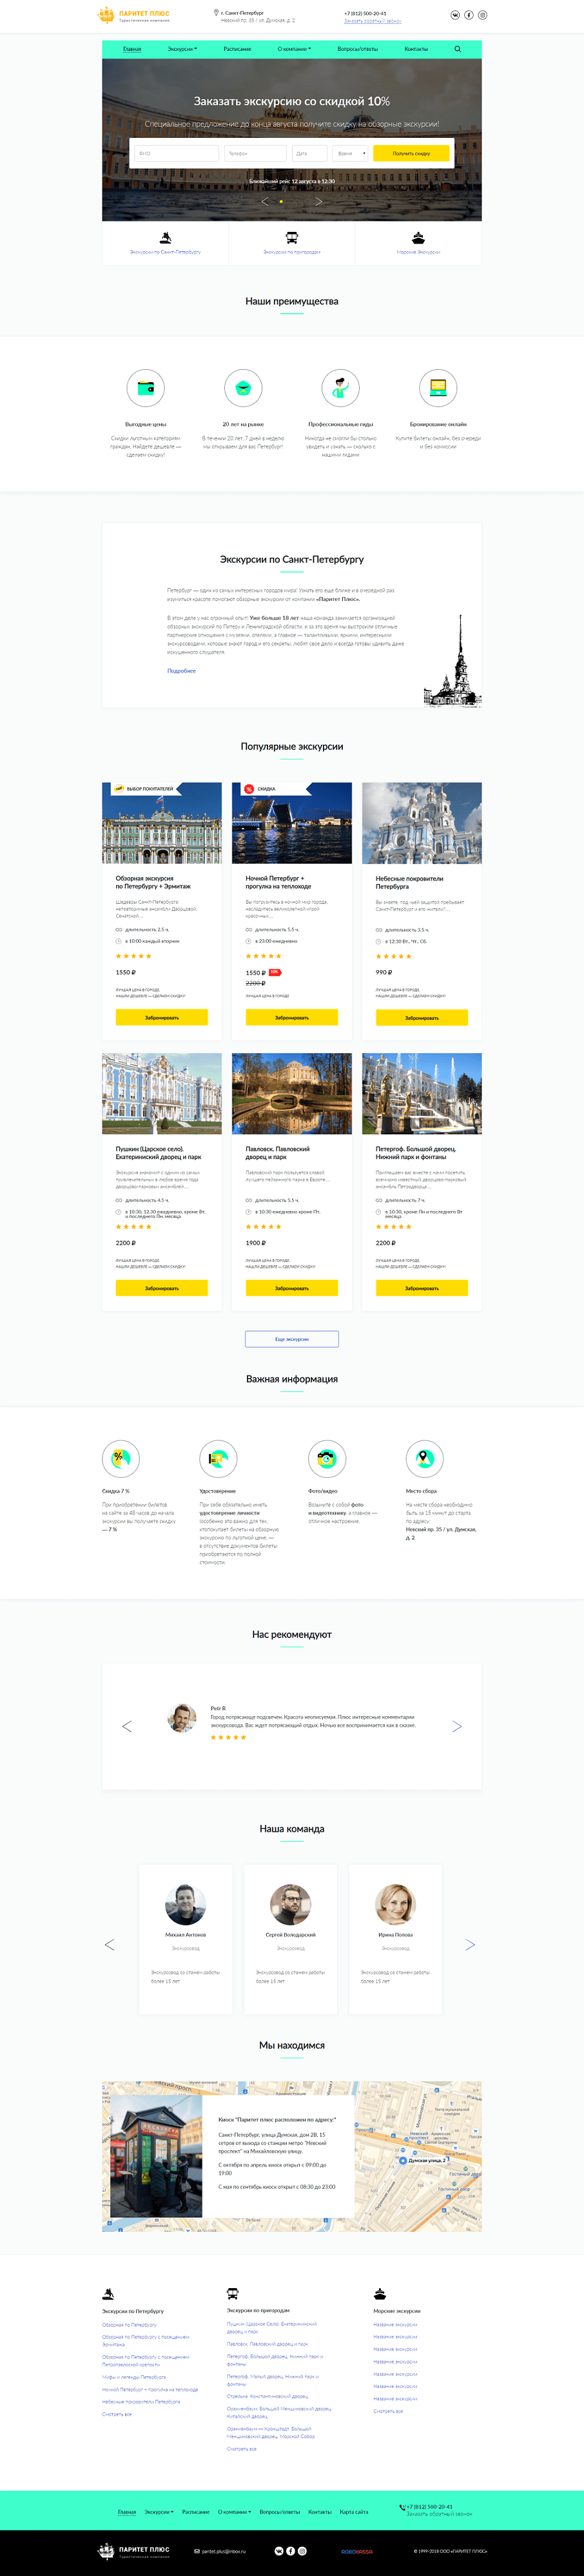 ПАРИТЕТ ПЛЮС
Туристическая компания
г. Санкт-Петербург
Невский пр. 35 / ул. Думская, д. 2
+7 (812) 500-20-41
Заказать обратный звонок
Главная
Экскурсии
Расписание
О компании
Вопросы/ответы
Контакты
Заказать экскурсию со скидкой 10%
Специальное предложение до конца августа получите скидку на обзорные экскурсии!
ФИО
Телефон
Дата
Время
Получить скидку
Ближайший рейс 12 августа в 12:30
Экскурсии по Санкт-Петербургу
Экскурсии по пригородам
Морские Экскурсии
Наши преимущества
Выгодные цены
Скидки льготным категориям
граждан. Найдете дешевле —
сделаем скидку!
20 лет на рынке
В течении 20 лет, 7 дней в неделю
мы открываем для вас Петербург!
Профессиональные гиды
Никогда не смогли бы столько
увидеть и узнать — сколько с
нашими гидами
Бронирование онлайн
Купите билеты онлайн, без очереди
и без комиссии
Экскурсии по Санкт-Петербургу
Петербург — один из самых интересных городов мира! Узнать его еще ближе и в очередной раз
изумиться красоте помогают обзорные экскурсии от компании «Паритет Плюс».
В этом деле у нас огромный опыт! Уже больше 18 лет наша команда занимается организацией
обзорных экскурсий по Питеру и Ленинградской области, и за это время мы выстроили отличные
партнерские отношения с музеями, отелями, а главное — талантливыми, яркими, интересными
экскурсоводами, которые знают город и его секреты, любят свое дело и всегда готовы удивить даже
искушенного слушателя.
Подробнее
Популярные экскурсии
ВЫБОР ПОКУПАТЕЛЕЙ
Обзорная экскурсия
по Петербургу + Эрмитаж
Шедевры Санкт-Петербурга:
неповторимые ансамбли Дворцовой,
Сенатской...
длительность 2.5 ч.
в 10:00 каждый вторник
1550 ₽
ЛУЧШАЯ ЦЕНА В ГОРОДЕ
НАШЛИ ДЕШЕВЛЕ — СДЕЛАЕМ СКИДКУ!
Забронировать
% СКИДКА
Ночной Петербург +
прогулка на теплоходе
Вы погрузитесь в ночной мир города,
насладитесь великолепной игрой
красочных...
длительность 5.5 ч.
в 23:00 ежедневно
1550 ₽ 10%
2200 ₽
ЛУЧШАЯ ЦЕНА В ГОРОДЕ
Забронировать
Небесные покровители
Петербурга
Вы знаете, под чьей защитой пребывает
Санкт-Петербург и его жители?...
длительность 3.5 ч.
в 12:30 Вт., Чт., Сб.
990 ₽
ЛУЧШАЯ ЦЕНА В ГОРОДЕ
НАШЛИ ДЕШЕВЛЕ — СДЕЛАЕМ СКИДКУ!
Забронировать
Пушкин (Царское село).
Екатерининский дворец и парк
Экскурсия знакомит с одним из самых
привлекательных в любое время года
дворцово-парковых ансамблей...
длительность 4.5 ч.
в 10:30, 12:30 ежедневно, кроме Вт.
и последнего Пн. месяца
2200 ₽
ЛУЧШАЯ ЦЕНА В ГОРОДЕ
НАШЛИ ДЕШЕВЛЕ — СДЕЛАЕМ СКИДКУ!
Забронировать
Павловск. Павловский
дворец и парк
Павловский парк пользуется славой
лучшего пейзажного парка в Европе...
длительность 5.5 ч.
в 10:30 ежедневно кроме Пт.
1900 ₽
ЛУЧШАЯ ЦЕНА В ГОРОДЕ
НАШЛИ ДЕШЕВЛЕ — СДЕЛАЕМ СКИДКУ!
Забронировать
Петергоф. Большой дворец,
Нижний парк и фонтаны
Приглашаем вас вместе с нами посетить
всемирно известный дворцово-парковый
ансамбль Петродворца...
длительность 7 ч.
в 10:30, кроме Пн и последнего Вт
месяца
2200 ₽
ЛУЧШАЯ ЦЕНА В ГОРОДЕ
НАШЛИ ДЕШЕВЛЕ — СДЕЛАЕМ СКИДКУ!
Забронировать
Еще экскурсии
Важная информация
Скидка 7 %
При приобретении билетов
на сайте за 48 часов до начала
экскурсии вы получаете скидку
— 7 %
Удостоверение
При себе обязательно иметь
удостоверение личности
(особенно это важно для тех,
кто покупает билеты на обзорную
экскурсию по льготной цене, —
в отсутствие документов билеты
приобретаются по полной
стоимости.
Фото/видео
Возьмите с собой фото
и видеотехнику, а главное —
отличное настроение.
Место сбора
На место сбора необходимо
быть за 15 минут до старта
по адресу:
Невский пр. 35 / ул. Думская,
д. 2
Нас рекомендуют
Petr R
Город потрясающе подсвечен. Красота неописуемая. Плюс интересные комментарии
экскурсовода. Вас ждет потрясающий отдых. Ночью все воспринимается как в сказке.
Наша команда
Михаил Антонов
Экскурсовод
Экскурсовод со стажем работы
более 15 лет
Сергей Володарский
Экскурсовод
Экскурсовод со стажем работы
более 15 лет
Ирина Попова
Экскурсовод
Экскурсовод со стажем работы
более 15 лет
Мы находимся
Киоск "Паритет плюс расположен по адресу:"
Санкт-Петербург, улица Думская, дом 2В, 15
отров от выхода со станции метро "Невский
проспект" на Михайловскую улицу.
С октября по апрель киоск открыт с 09:00 до
19:00
С мая по сентябрь киоск открыт с 08:30 до 23:00
Думская улица, 2
Экскурсии по Петербургу
Обзорная по Петербургу
Обзорная по Петербургу с посещением
Эрмитажа
Обзорная по Петербургу с посещением
Петропавловской крепости
Мифы и легенды Петербурга
Ночной Петербург + прогулка на теплоходе
Небесные покровители Петербурга
Смотреть все
Экскурсии по пригородам
Пушкин (Царское Село). Екатерининский
дворец и парк
Павловск. Павловский дворец и парк
Петергоф. Большой дворец, Нижний парк и
фонтаны
Петергоф. Малый дворец, Нижний парк и
фонтаны
Стрельна. Константиновский дворец
Ораниенбаум. Большой Меншиковский дворец,
Китайский дворец
Ораниенбаум — Кронштадт. Большой
Меншиковский дворец, Морской Собор
Смотреть все
Морские экскурсии
Название экскурсии
Название экскурсии
Название экскурсии
Название экскурсии
Название экскурсии
Название экскурсии
Название экскурсии
Смотреть все
Главная
Экскурсии
Расписание
О компании
Вопросы/ответы
Контакты
Карта сайта
+7 (812) 500-20-41
Заказать обратный звонок
ПАРИТЕТ ПЛЮС
Туристическая компания
paritet.plus@inbox.ru
ROBOKASSA
© 1999-2018 ООО «ПАРИТЕТ ПЛЮС»